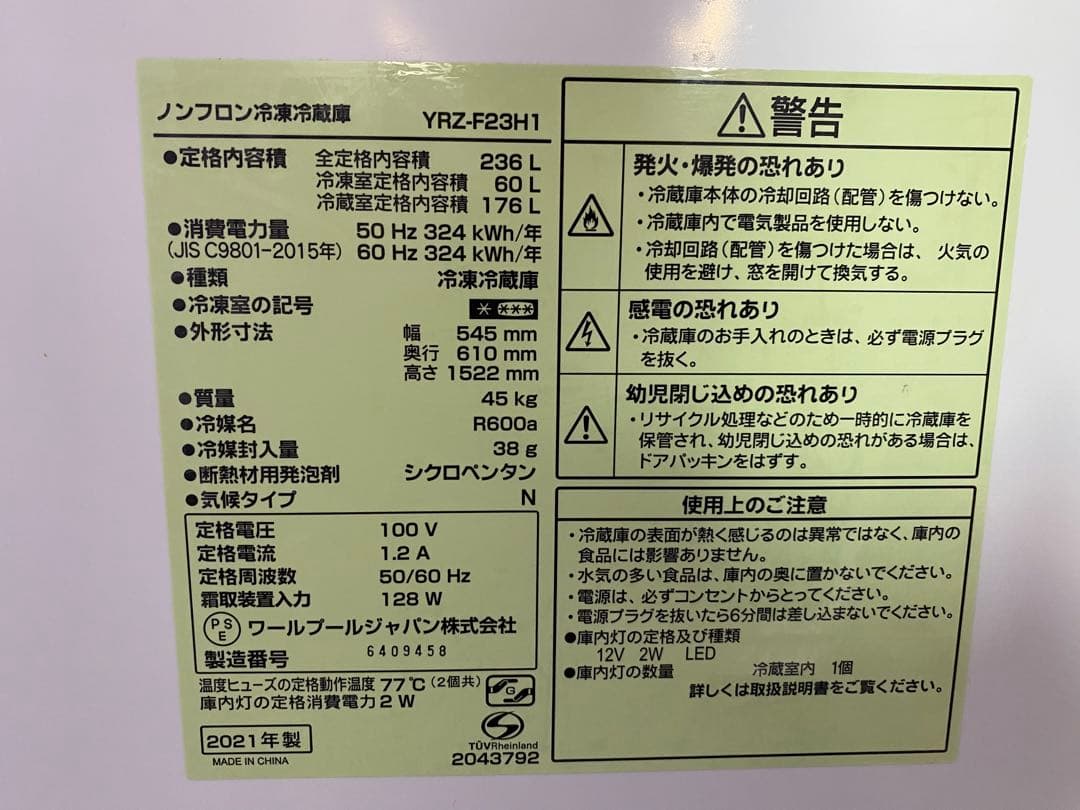 ノンフロン冷凍冷蔵庫 YRZ-F23H1
●定格内容積 全定格内容積 236 L
冷凍室定格内容積 60 L
冷蔵室定格内容積 176 L
●消費電力量 50 Hz 324 kWh/年
(JIS C9801-2015年) 60 Hz 324 kWh/年
●種類 冷凍冷蔵庫
●冷凍室の記号 * ***
●外形寸法 幅 545 mm
奥行 610 mm
高さ 1522 mm
●質量 45 kg
●冷媒名 R600a
●冷媒封入量 38 g
●断熱材用発泡剤 シクロペンタン
●気候タイプ N
定格電圧 100 V
定格電流 1.2 A
定格周波数 50/60 Hz
霜取装置入力 128 W
PSE ワールプールジャパン株式会社
製造番号 6409458
温度ヒューズの定格動作温度 77℃ (2個共)
庫内灯の定格消費電力 2 W
G
2021年製
MADE IN CHINA
TÜVRheinland
2043792
警告
発火・爆発の恐れあり
・冷蔵庫本体の冷却回路(配管)を傷つけない。
・冷蔵庫内で電気製品を使用しない。
・冷却回路(配管)を傷つけた場合は、火気の
使用を避け、窓を開けて換気する。
感電の恐れあり
・冷蔵庫のお手入れのときは、必ず電源プラグ
を抜く。
幼児閉じ込めの恐れあり
・リサイクル処理などのため一時的に冷蔵庫を
保管され、幼児閉じ込めの恐れがある場合は、
ドアパッキンをはずす。
使用上のご注意
・冷蔵庫の表面が熱く感じるのは異常ではなく、庫内の
食品には影響ありません。
・水気の多い食品は、庫内の奥に置かないでください。
・電源は、必ずコンセントからとってください。
・電源プラグを抜いたら6分間は差し込まないでください。
●庫内灯の定格及び種類
12V 2W LED
●庫内灯の数量 冷蔵室内 1個
詳しくは取扱説明書をご覧ください。